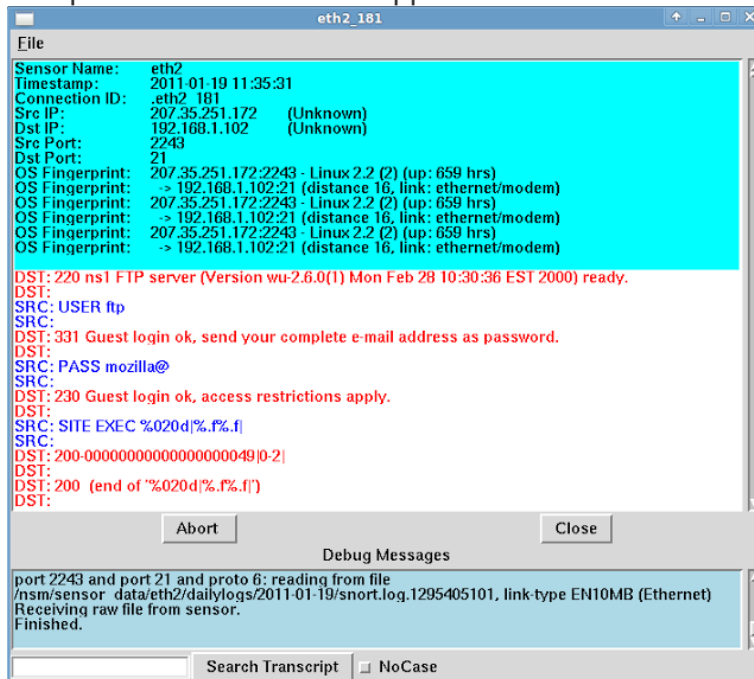 eth2_181
File
Sensor Name: eth2
Timestamp: 2011-01-19 11:35:31
Connection ID: .eth2_181
Src IP: 207.35.251.172 (Unknown)
Dst IP: 192.168.1.102 (Unknown)
Src Port: 2243
Dst Port: 21
OS Fingerprint: 207.35.251.172:2243 - Linux 2.2 (2) (up: 659 hrs)
OS Fingerprint: -> 192.168.1.102:21 (distance 16, link: ethernet/modem)
OS Fingerprint: 207.35.251.172:2243 - Linux 2.2 (2) (up: 659 hrs)
OS Fingerprint: -> 192.168.1.102:21 (distance 16, link: ethernet/modem)
OS Fingerprint: 207.35.251.172:2243 - Linux 2.2 (2) (up: 659 hrs)
OS Fingerprint: -> 192.168.1.102:21 (distance 16, link: ethernet/modem)
DST: 220 ns1 FTP server (Version wu-2.6.0(1) Mon Feb 28 10:30:36 EST 2000) ready.
DST:
SRC: USER ftp
SRC:
DST: 331 Guest login ok, send your complete e-mail address as password.
DST:
SRC: PASS mozilla@
SRC:
DST: 230 Guest login ok, access restrictions apply.
DST:
SRC: SITE EXEC %020d|%.f%.f|
SRC:
DST: 200-00000000000000000049|0-2|
DST:
DST: 200 (end of '%020d|%.f%.f|')
DST:
Abort Close
Debug Messages
port 2243 and port 21 and proto 6: reading from file
/nsm/sensor_data/eth2/dailylogs/2011-01-19/snort.log.1295405101, link-type EN10MB (Ethernet)
Receiving raw file from sensor.
Finished.
Search Transcript NoCase